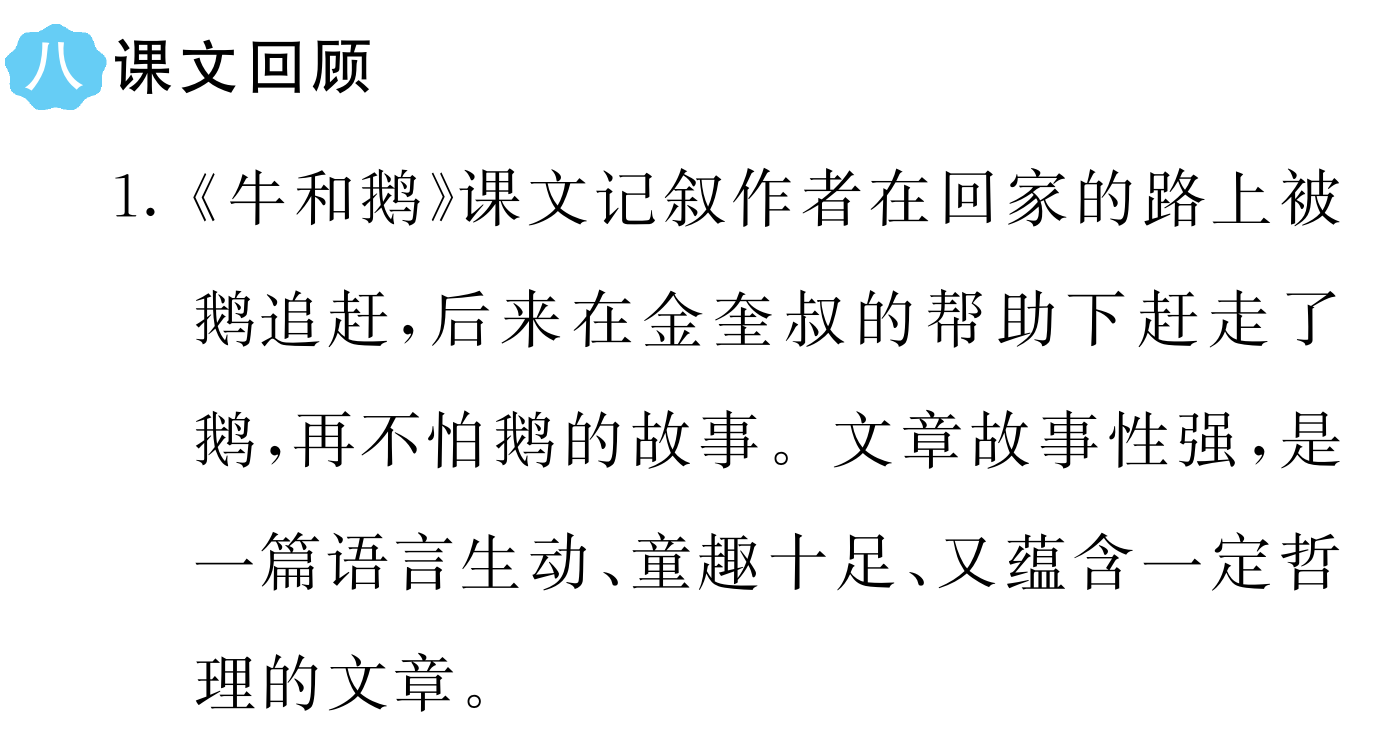 八 课文回顾
1.《牛和鹅》课文记叙作者在回家的路上被
鹅追赶,后来在金奎叔的帮助下赶走了
鹅,再不怕鹅的故事。文章故事性强,是
一篇语言生动、童趣十足、又蕴含一定哲
理的文章。